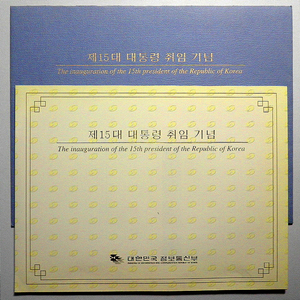 제15대 대통령 취임 기념
The inauguration of the 15th president of the Republic of Korea
제15대 대통령 취임 기념
The inauguration of the 15th president of the Republic of Korea
대한민국 정보통신부